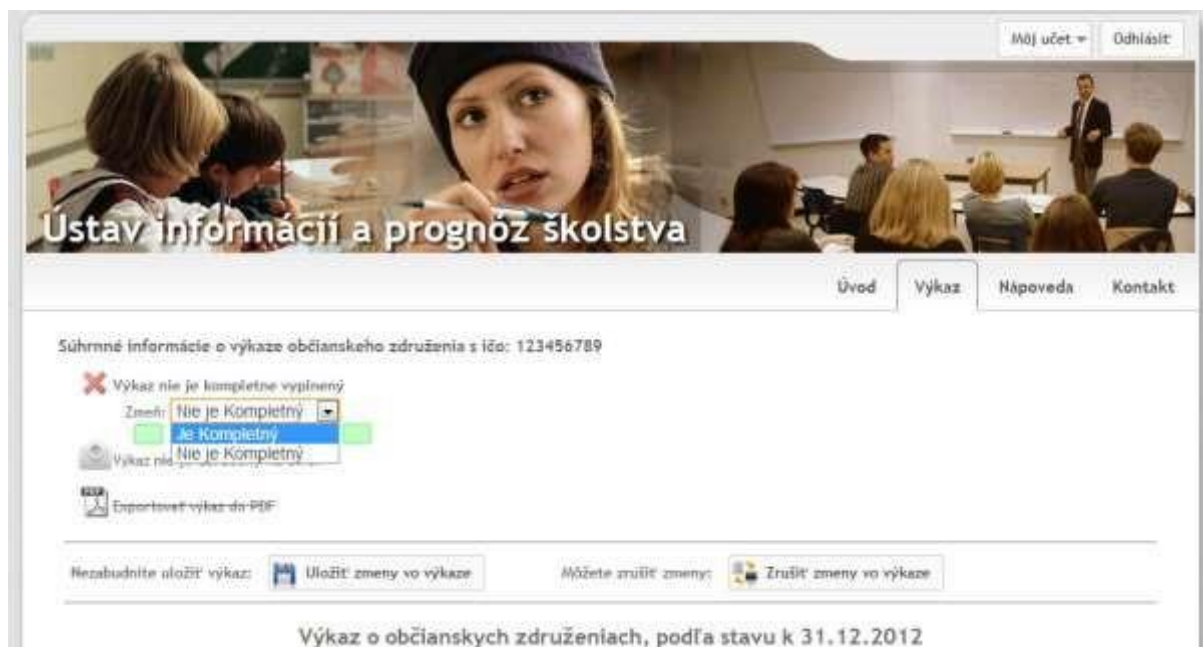 Môj účet Odhlásiť
Ústav informácií a prognóz školstva
Úvod Výkaz Nápoveda Kontakt
Súhrnné informácie o výkaze občianskeho združenia s ičo: 123456789
Výkaz nie je kompletne vyplnený
Zmeň: Nie je Kompletný
Je Kompletný
Nie je Kompletný
Výkaz
Exportovať výkaz do PDF
Nezabudnite uložiť výkaz: Uložiť zmeny vo výkaze Môžete zrušiť zmeny: Zrušiť zmeny vo výkaze
Výkaz o občianskych združeniach, podľa stavu k 31.12.2012